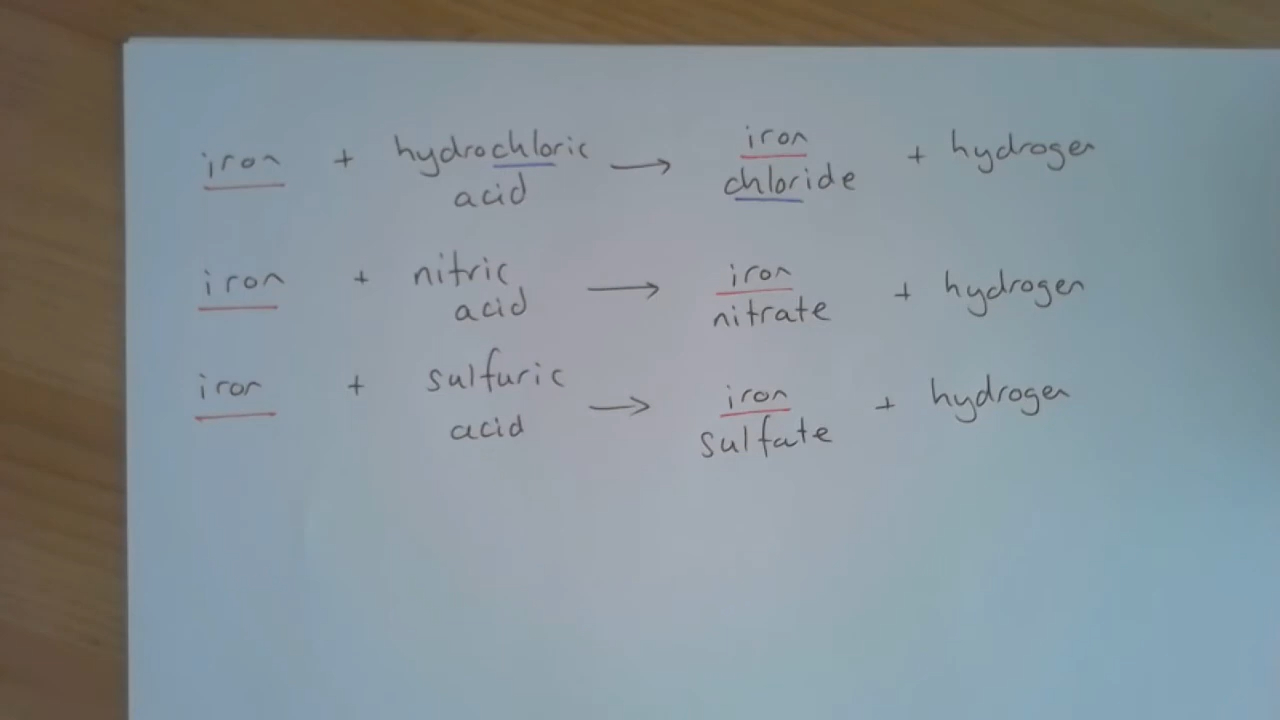 iron + hydrochloric acid → iron chloride + hydrogen
iron + nitric acid → iron nitrate + hydrogen
iron + sulfuric acid → iron sulfate + hydrogen